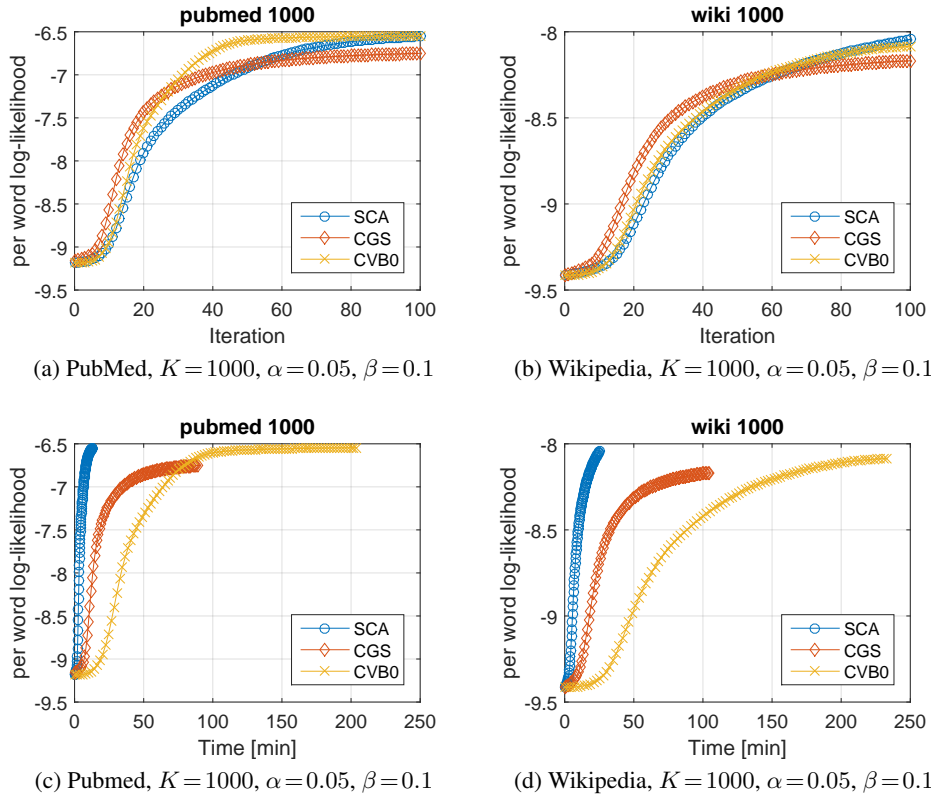 pubmed 1000
-6.5
-7
-7.5
-8
-8.5
-9
-9.5
per word log-likelihood
SCA
CGS
CVB0
0 20 40 60 80 100
Iteration
(a) PubMed, K=1000, α=0.05, β=0.1
wiki 1000
-8
-8.5
-9
-9.5
per word log-likelihood
SCA
CGS
CVB0
0 20 40 60 80 100
Iteration
(b) Wikipedia, K=1000, α=0.05, β=0.1
pubmed 1000
-6.5
-7
-7.5
-8
-8.5
-9
-9.5
per word log-likelihood
SCA
CGS
CVB0
0 50 100 150 200 250
Time [min]
(c) Pubmed, K=1000, α=0.05, β=0.1
wiki 1000
-8
-8.5
-9
-9.5
per word log-likelihood
SCA
CGS
CVB0
0 50 100 150 200 250
Time [min]
(d) Wikipedia, K=1000, α=0.05, β=0.1